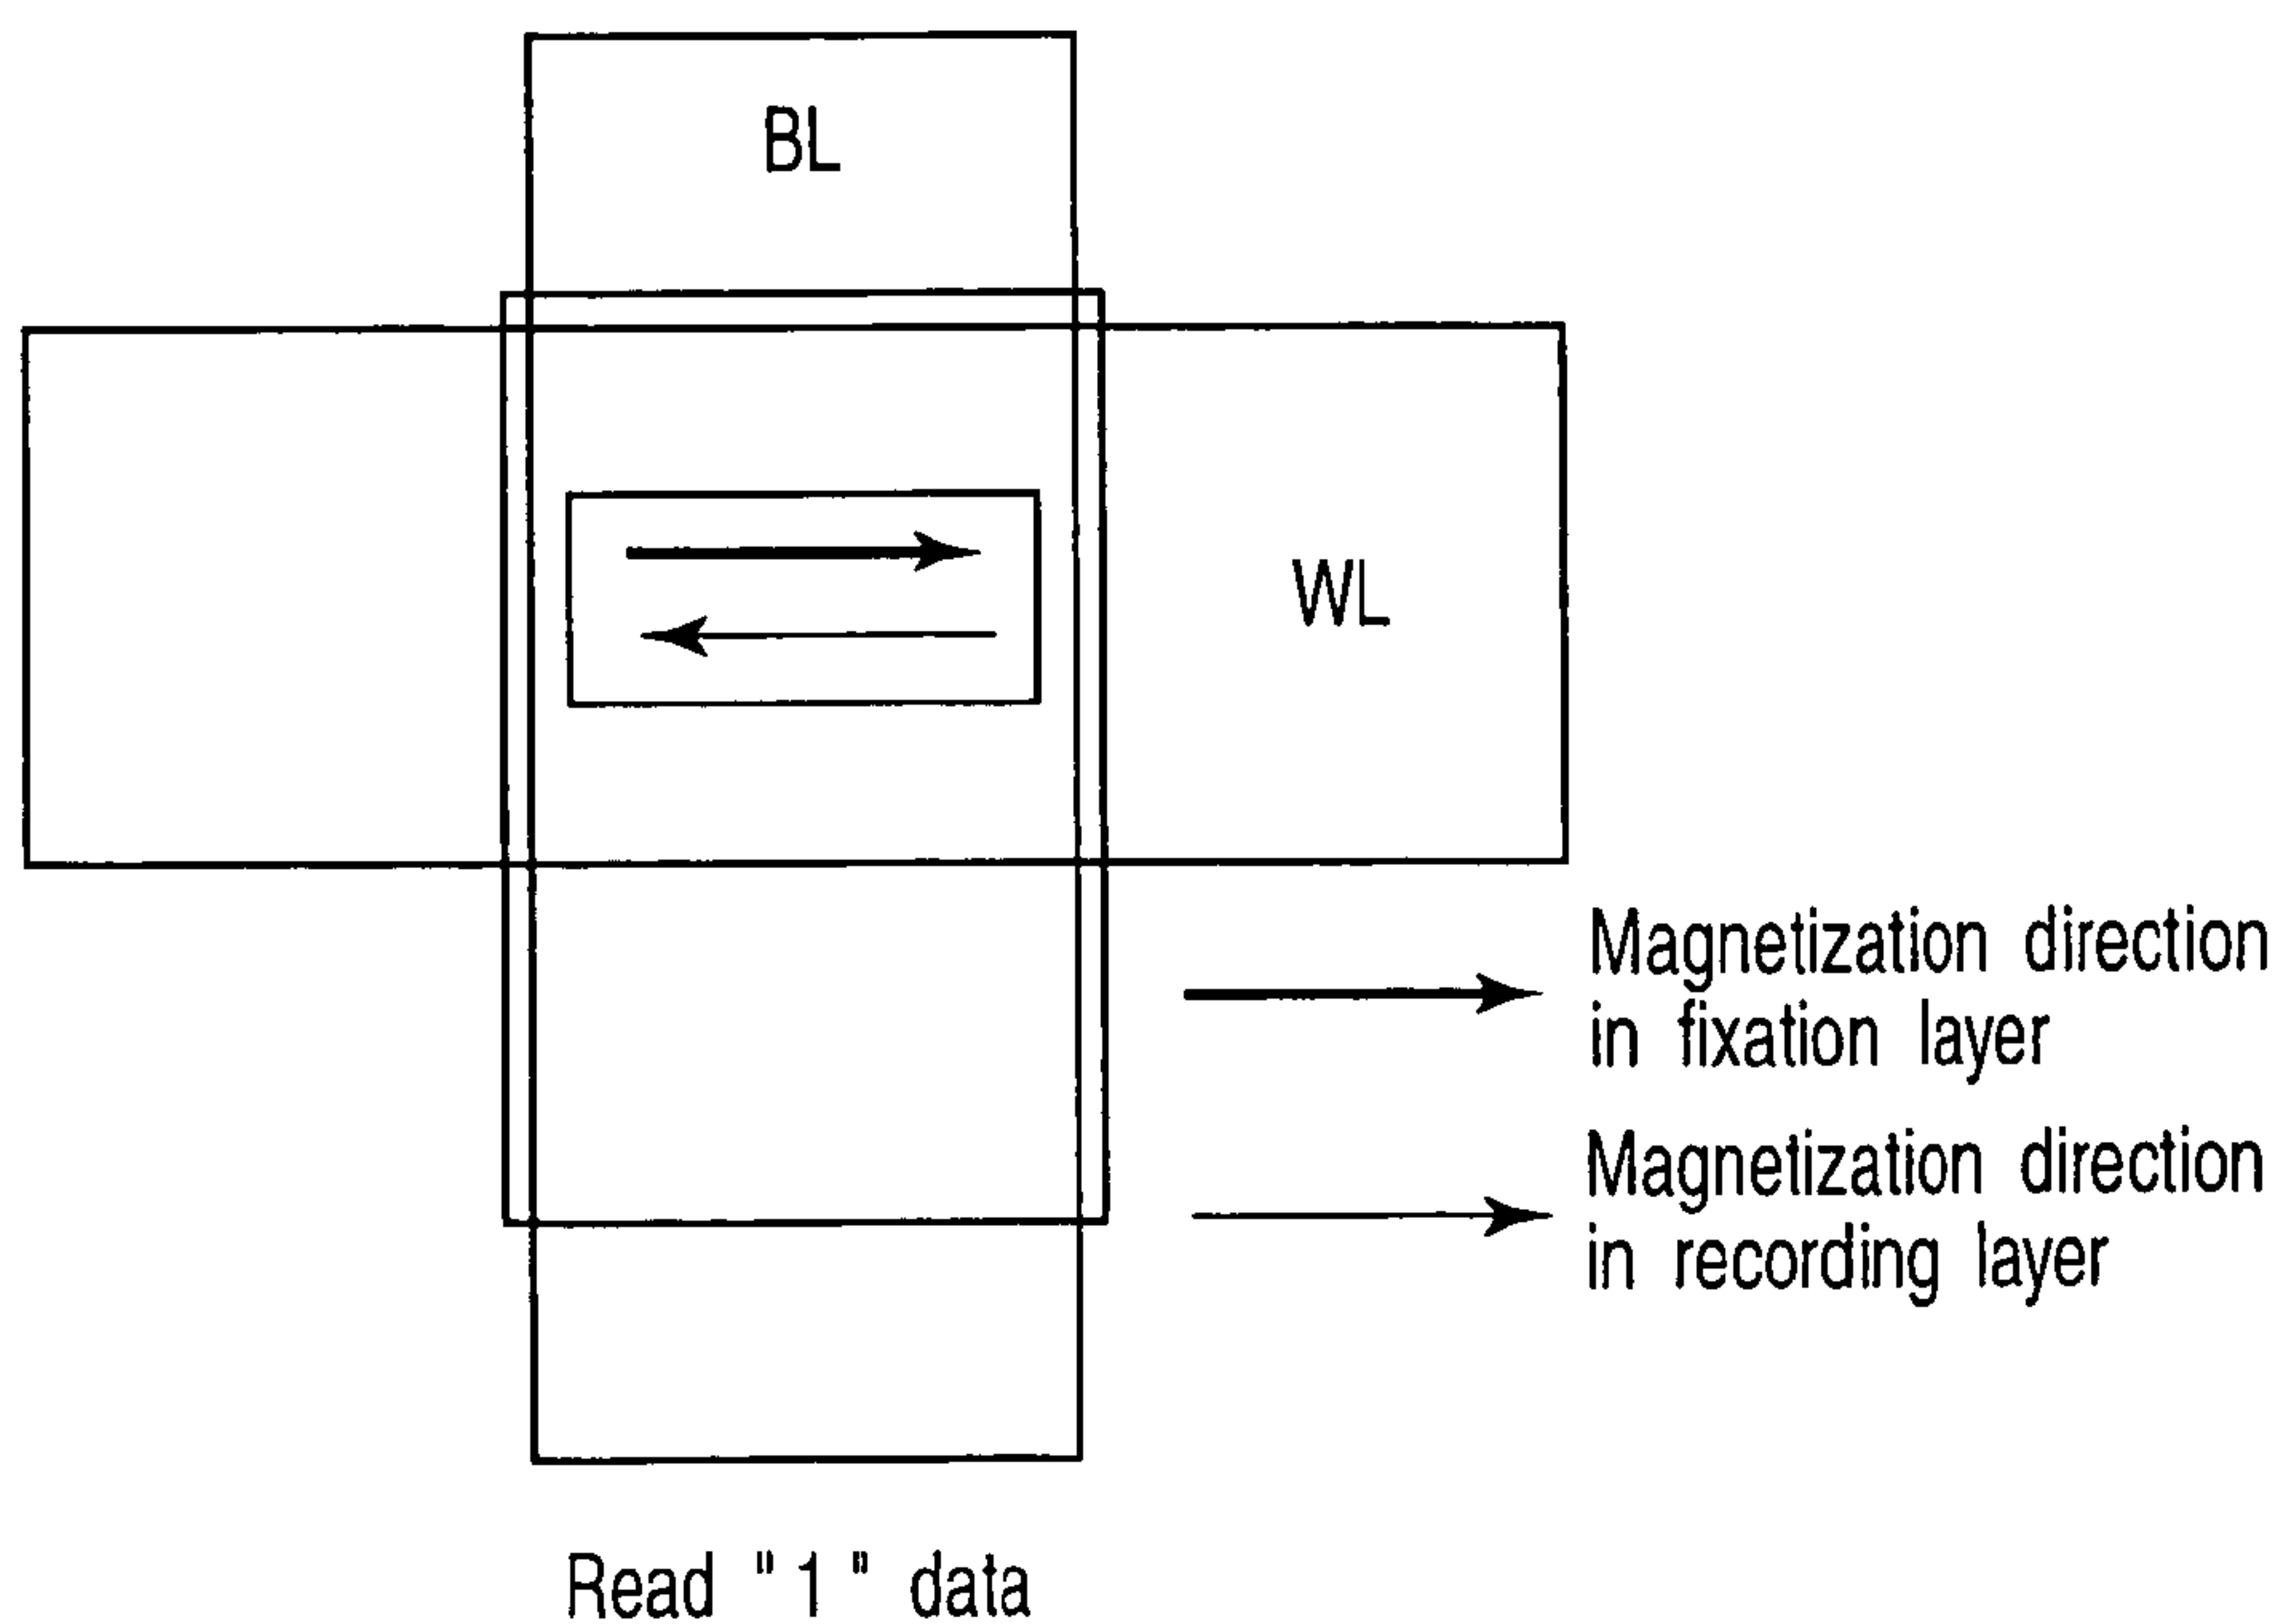 BL
WL
Magnetization direction
in fixation layer
Magnetization direction
in recording layer
Read "1" data